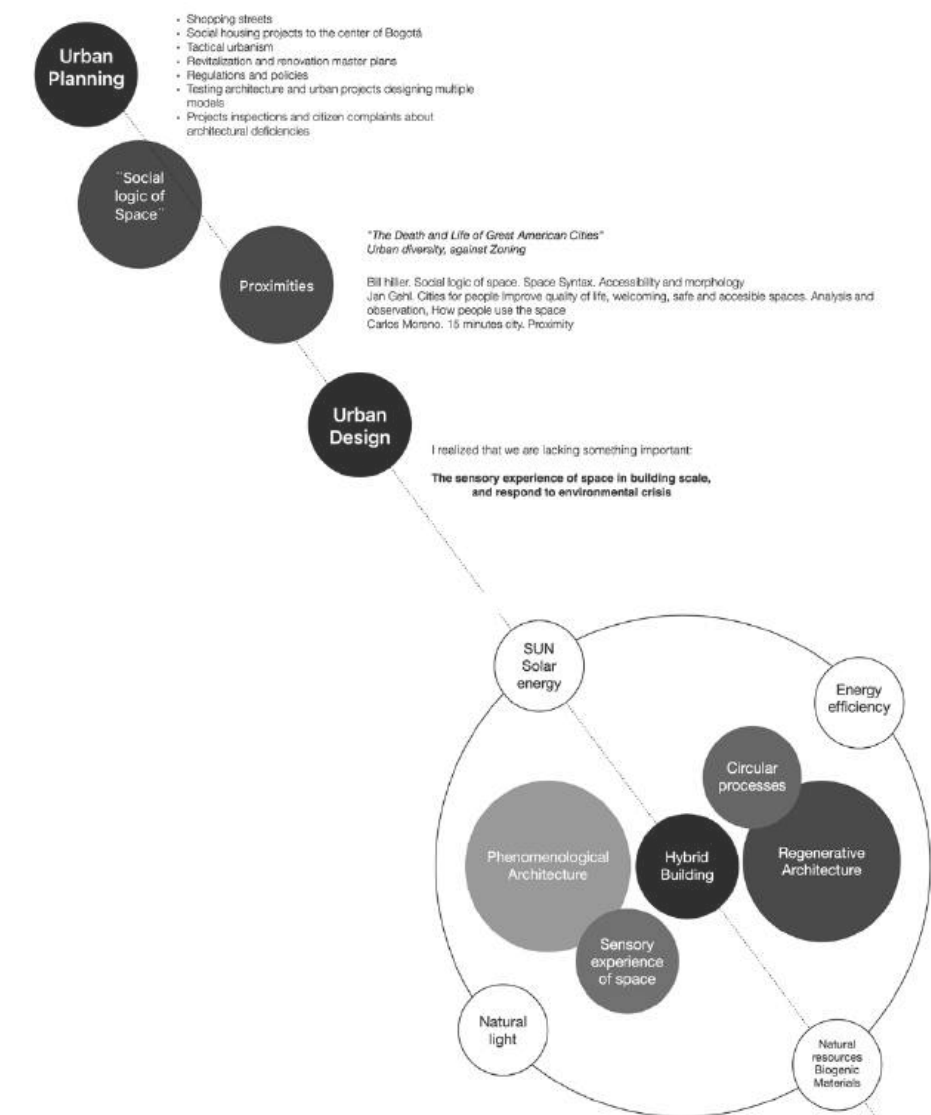 Urban
Planning
• Shopping streets
• Social housing projects to the center of Bogotá
• Tactical urbanism
• Revitalization and renovation master plans
• Regulations and policies
• Testing architecture and urban projects designing multiple
models
• Projects inspections and citizen complaints about
architectural deficiencies
¨Social
logic of
Space¨
Proximities
"The Death and Life of Great American Cities"
Urban diversity, against Zoning
Bill hiller. Social logic of space. Space Syntax. Accessibility and morphology
Jan Gehl. Cities for people Improve quality of life, welcoming, safe and accesible spaces. Analysis and
observation, How people use the space
Carlos Moreno. 15 minutes city. Proximity
Urban
Design
I realized that we are lacking something important:
The sensory experience of space in building scale,
and respond to environmental crisis
SUN
Solar
energy
Energy
efficiency
Circular
processes
Phenomenological
Architecture
Hybrid
Building
Regenerative
Architecture
Sensory
experience
of space
Natural
light
Natural
resources
Biogenic
Materials